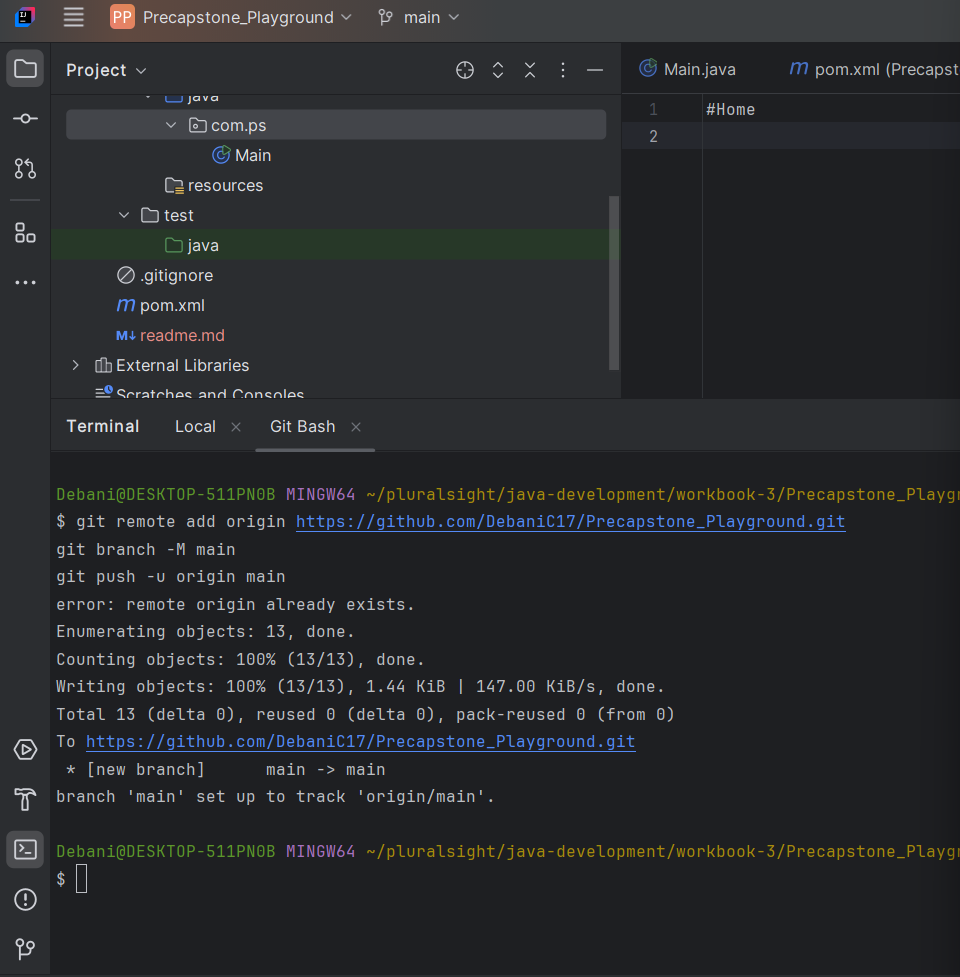 PP Precapstone_Playground main
Project
Main.java
pom.xml (Precapst
java
com.ps
Main
resources
test
java
.gitignore
pom.xml
readme.md
External Libraries
Scratches and Consoles
1 #Home
2
Terminal Local Git Bash
Debani@DESKTOP-511PN0B MINGW64 ~/pluralsight/java-development/workbook-3/Precapstone_Playgr
$ git remote add origin https://github.com/DebaniC17/Precapstone_Playground.git
git branch -M main
git push -u origin main
error: remote origin already exists.
Enumerating objects: 13, done.
Counting objects: 100% (13/13), done.
Writing objects: 100% (13/13), 1.44 KiB | 147.00 KiB/s, done.
Total 13 (delta 0), reused 0 (delta 0), pack-reused 0 (from 0)
To https://github.com/DebaniC17/Precapstone_Playground.git
* [new branch]      main -> main
branch 'main' set up to track 'origin/main'.
Debani@DESKTOP-511PN0B MINGW64 ~/pluralsight/java-development/workbook-3/Precapstone_Playgr
$